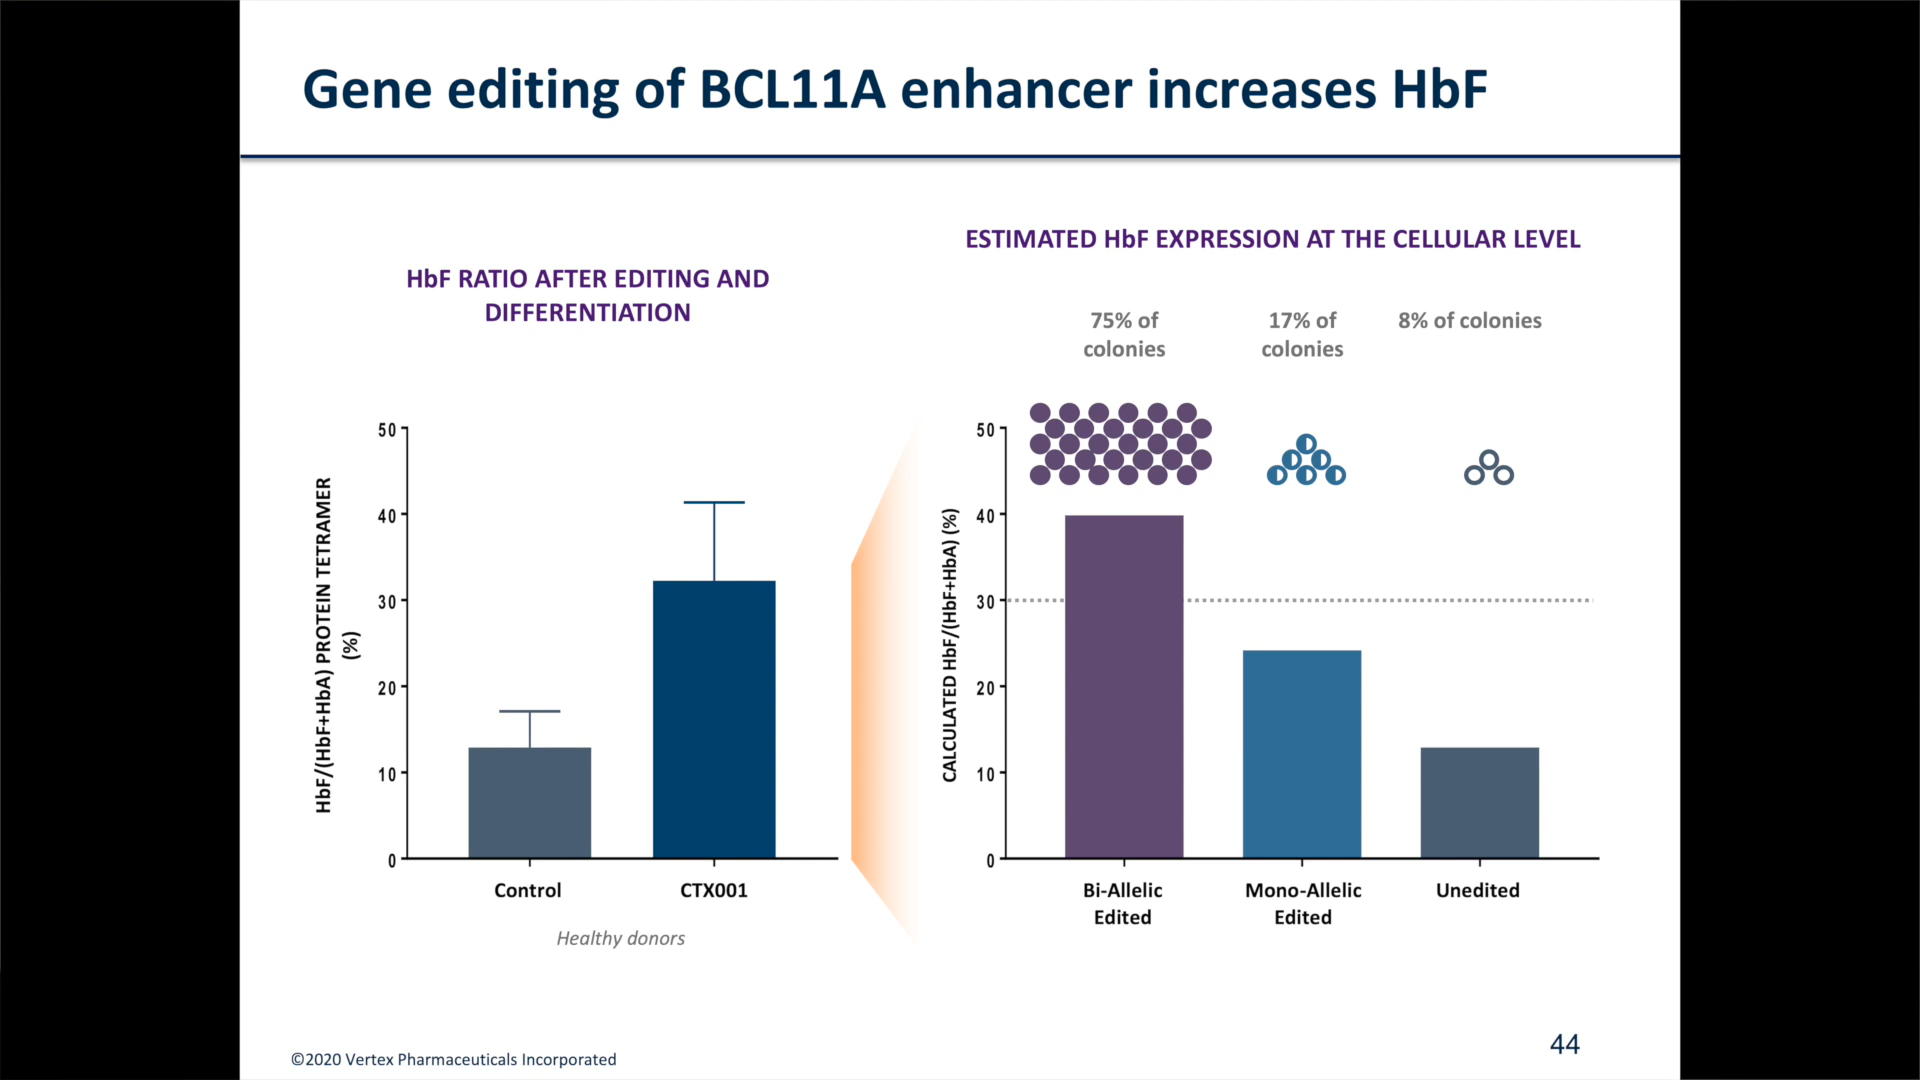 Gene editing of BCL11A enhancer increases HbF
HbF RATIO AFTER EDITING AND
DIFFERENTIATION
HbF/(HbF+HbA) PROTEIN TETRAMER
(%)
50
40
30
20
10
0
Control
CTX001
Healthy donors
ESTIMATED HbF EXPRESSION AT THE CELLULAR LEVEL
75% of
colonies
17% of
colonies
8% of colonies
CALCULATED HbF/(HbF+HbA) (%)
50
40
30
20
10
0
Bi-Allelic
Edited
Mono-Allelic
Edited
Unedited
©2020 Vertex Pharmaceuticals Incorporated
44